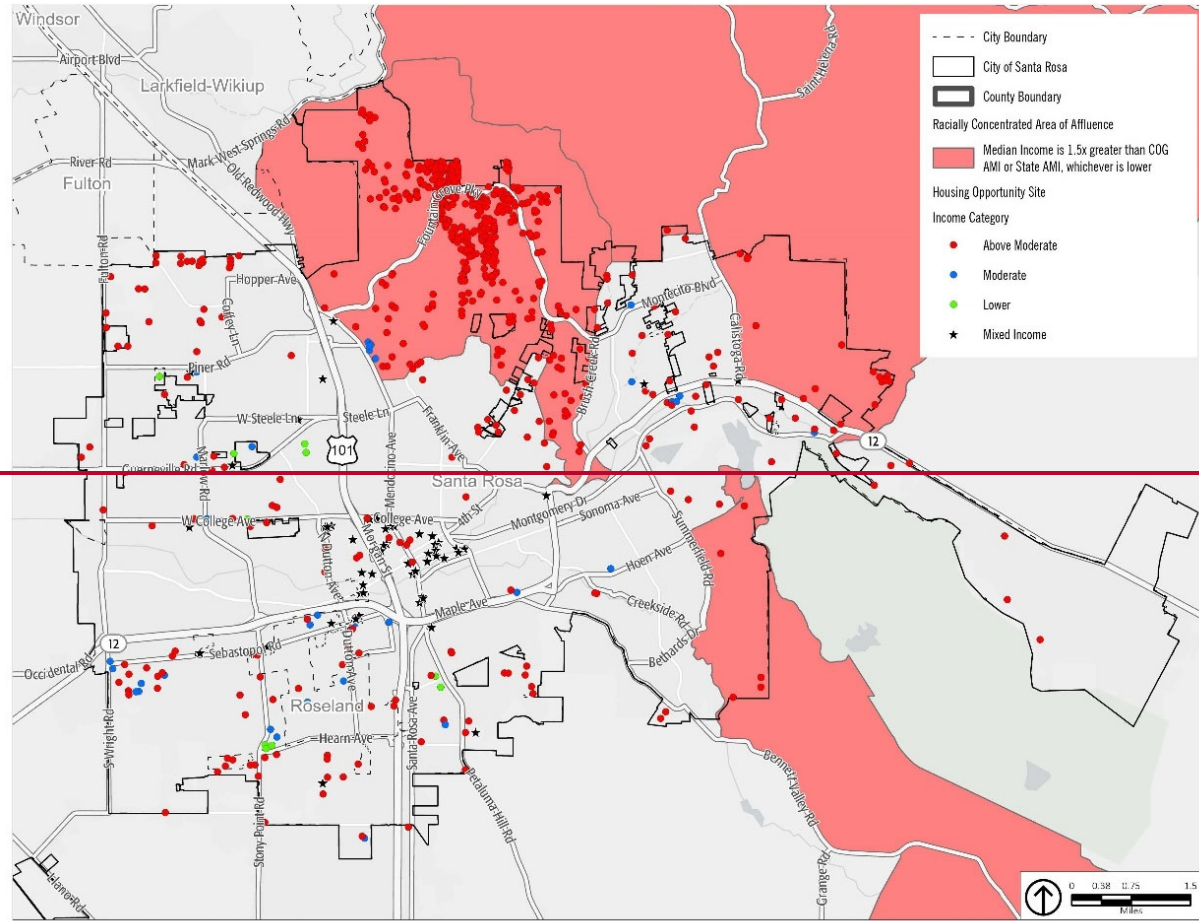 Windsor
Airport Blvd
Larkfield-Wikiup
Saint Helena Rd
Mark West Springs Rd
River Rd
Fulton
Old Redwood Hwy
Fountain Grove Pky
Fulton Rd
Hopper Ave
Coffey Ln
Montecito Blvd
Calistoga Rd
Piner Rd
Brush Creek Rd
W Steele Ln
Steele Ln
Franklin Ave
101
12
Mendocino Ave
Marlow Rd
Guerneville Rd
Santa Rosa
W College Ave
College Ave
4th St
Montgomery Dr
Sonoma Ave
Summerfield Rd
Morgan St
N Dutton Ave
Hoen Ave
Maple Ave
Creekside Rd
Bethards Dr
12
Occidental Rd
Sebastopol Rd
Dutton Ave
S Wright Rd
Roseland
Santa Rosa Ave
Hearn Ave
Bennett Valley Rd
Petaluma Hill Rd
Stony Point Rd
Grange Rd
Llano Rd
City Boundary
City of Santa Rosa
County Boundary
Racially Concentrated Area of Affluence
Median Income is 1.5x greater than COG
AMI or State AMI, whichever is lower
Housing Opportunity Site
Income Category
Above Moderate
Moderate
Lower
Mixed Income
0 0.38 0.75 1.5
Miles